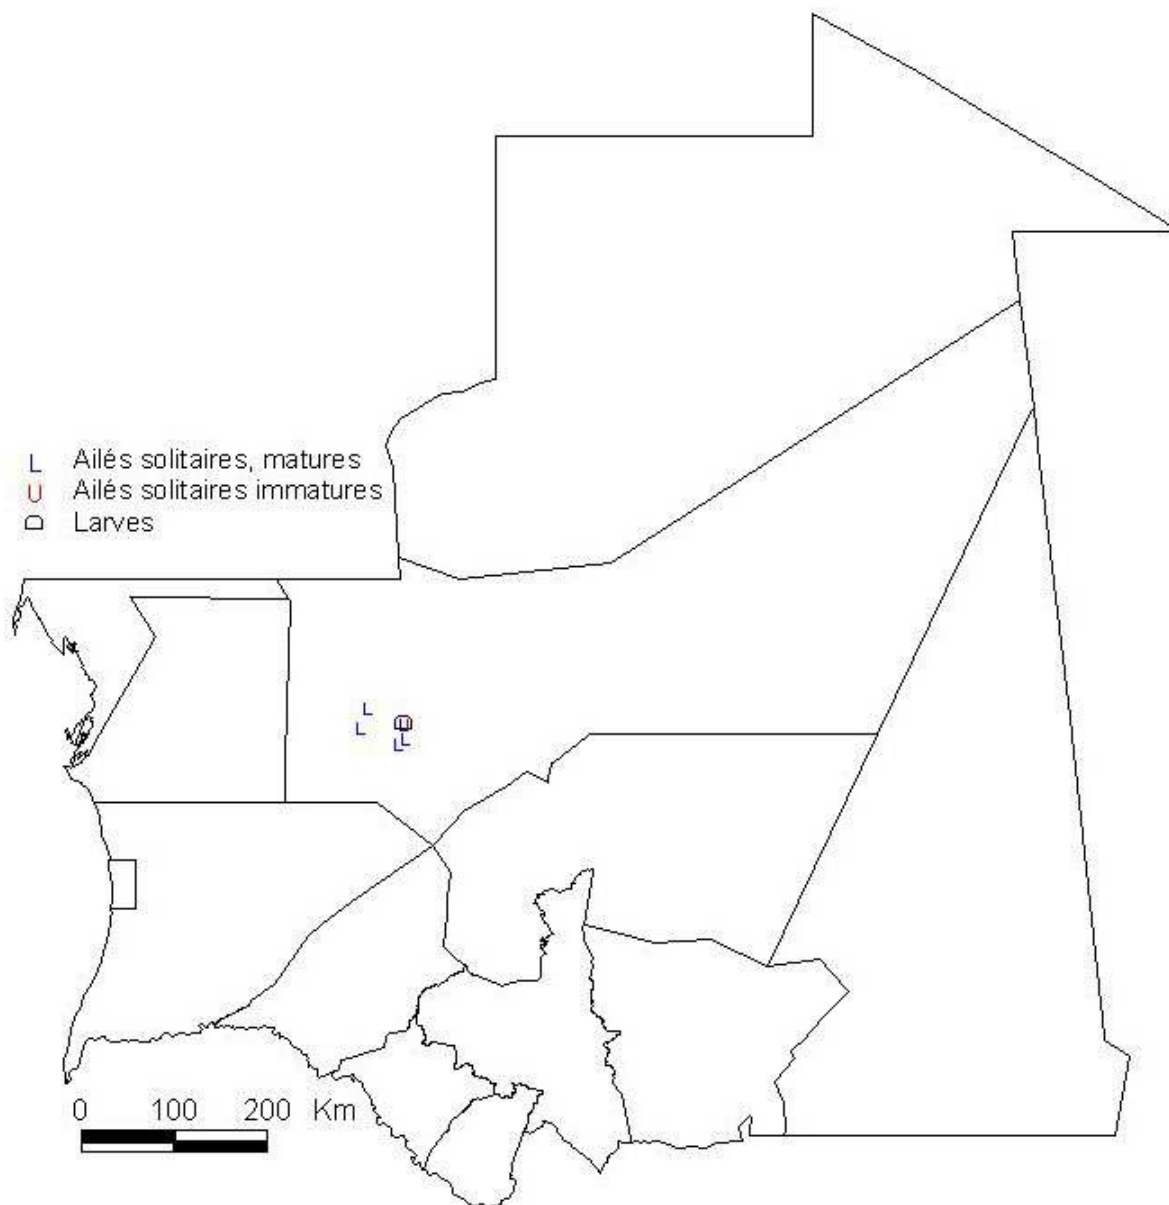 L Ailés solitaires, matures
U Ailés solitaires immatures
D Larves
0 100 200 Km